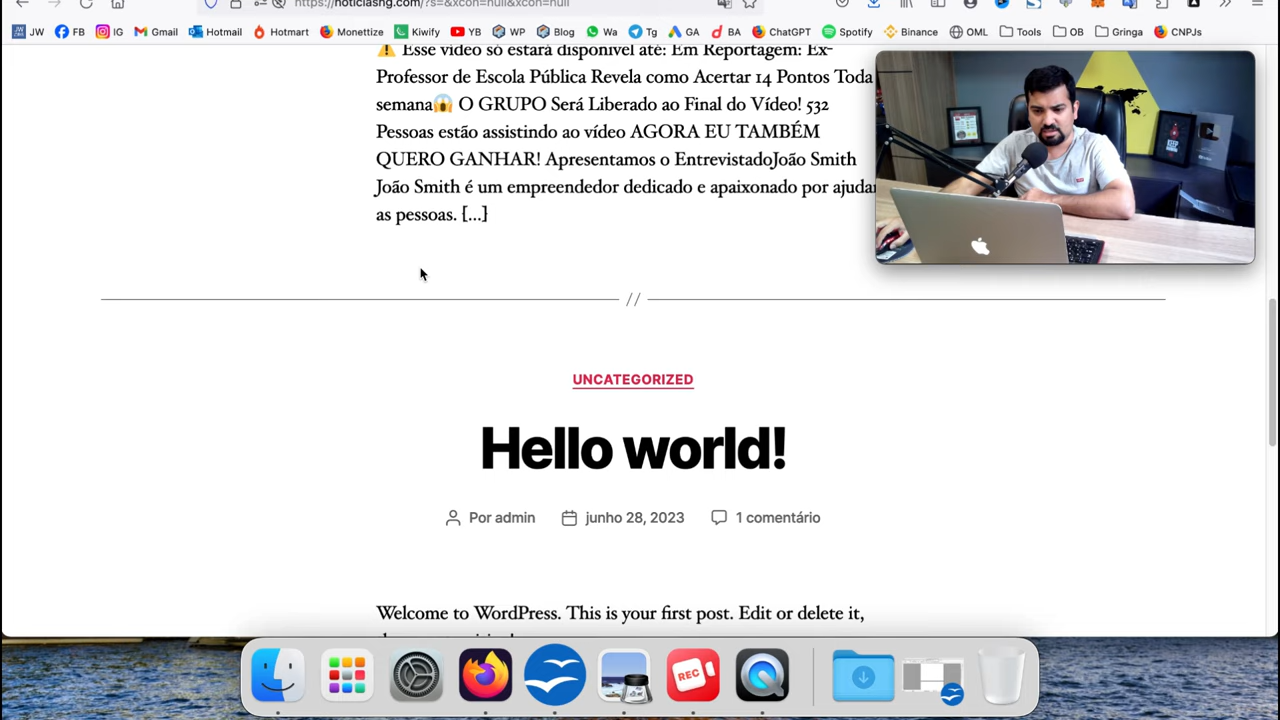 https://noticiasng.com/?s=&xcon=null&xcon=null
JW FB IG Gmail Hotmail Hotmart Monettize Kiwify YB WP Blog Wa Tg GA BA ChatGPT Spotify Binance OML Tools OB Gringa CNPJs
⚠️ Esse vídeo só estará disponível até: Em Reportagem: Ex-
Professor de Escola Pública Revela como Acertar 14 Pontos Toda
semana😱 O GRUPO Será Liberado ao Final do Vídeo! 532
Pessoas estão assistindo ao vídeo AGORA EU TAMBÉM
QUERO GANHAR! Apresentamos o EntrevistadoJoão Smith
João Smith é um empreendedor dedicado e apaixonado por ajudar
as pessoas. […]
//
UNCATEGORIZED
Hello world!
Por admin junho 28, 2023 1 comentário
Welcome to WordPress. This is your first post. Edit or delete it,
REC